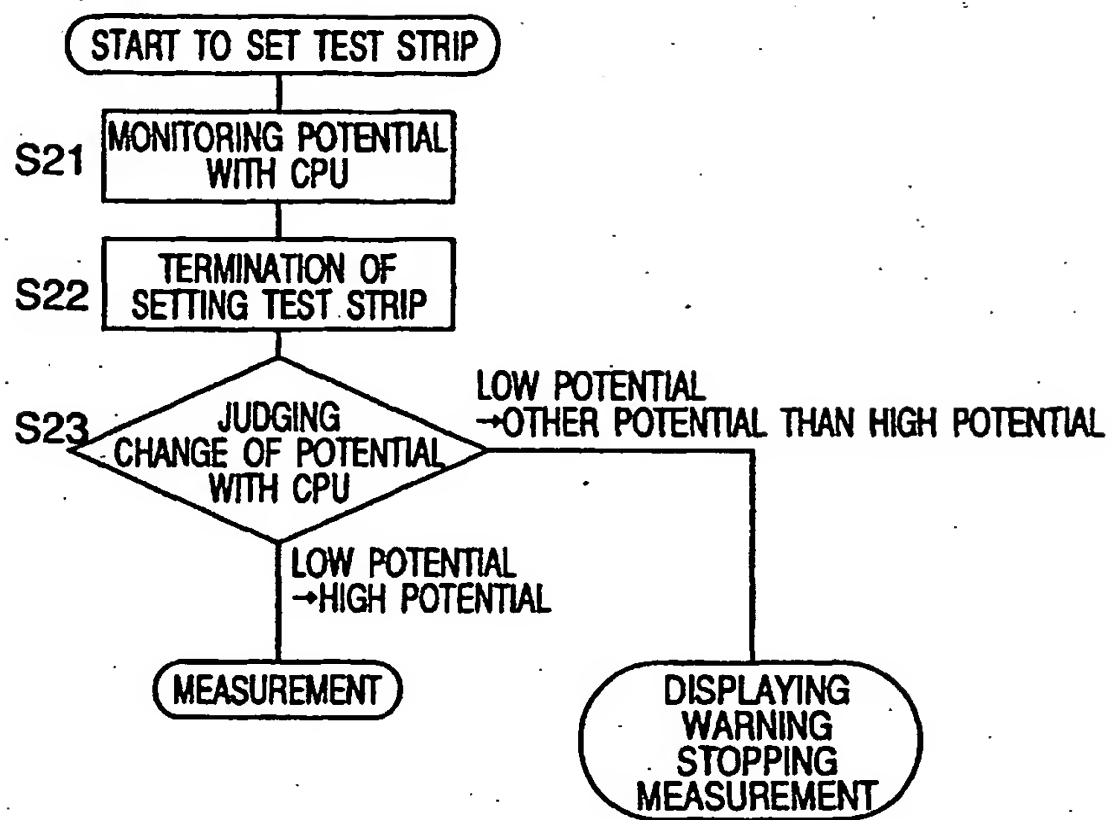 START TO SET TEST STRIP
S21
MONITORING POTENTIAL
WITH CPU
S22
TERMINATION OF
SETTING TEST STRIP
S23
JUDGING
CHANGE OF POTENTIAL
WITH CPU
LOW POTENTIAL
→OTHER POTENTIAL THAN HIGH POTENTIAL
LOW POTENTIAL
→HIGH POTENTIAL
MEASUREMENT
DISPLAYING
WARNING
STOPPING
MEASUREMENT